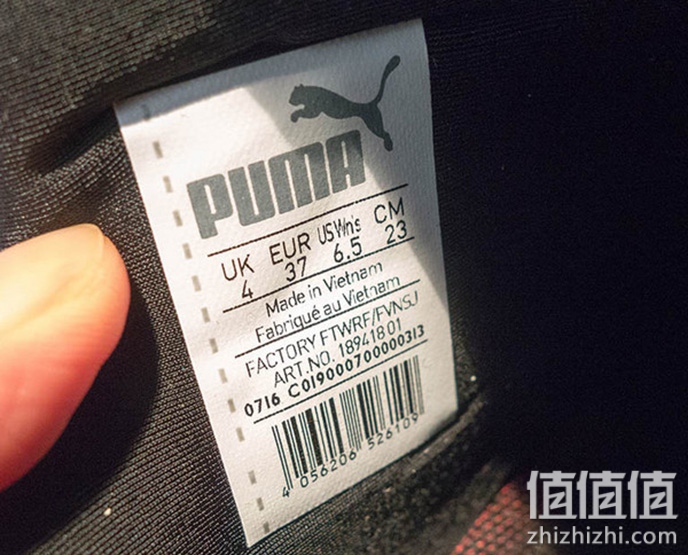 PUMA
UK EUR US Wn's CM
4 37 6.5 23
Made in Vietnam
Fabriqué au Vietnam
FACTORY FTWRF/FVNSJ
ART.NO. 189418 01
0716 C019000700000313
4 056206 526109
值值值
zhizhizhi.com